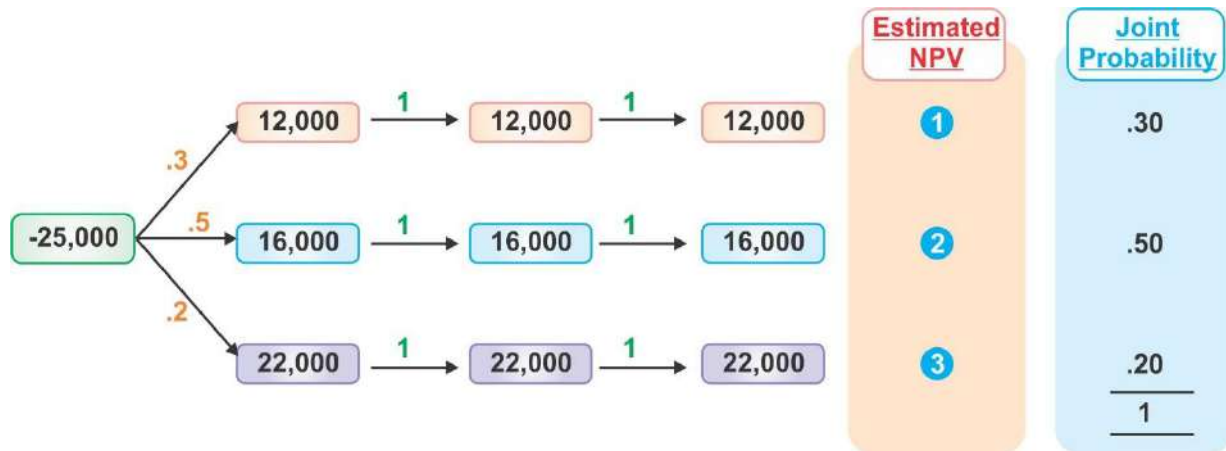 Estimated
NPV
Joint
Probability
12,000 1 12,000 1 12,000 1 .30
.3
-25,000 .5 16,000 1 16,000 1 16,000 2 .50
.2
22,000 1 22,000 1 22,000 3 .20
1